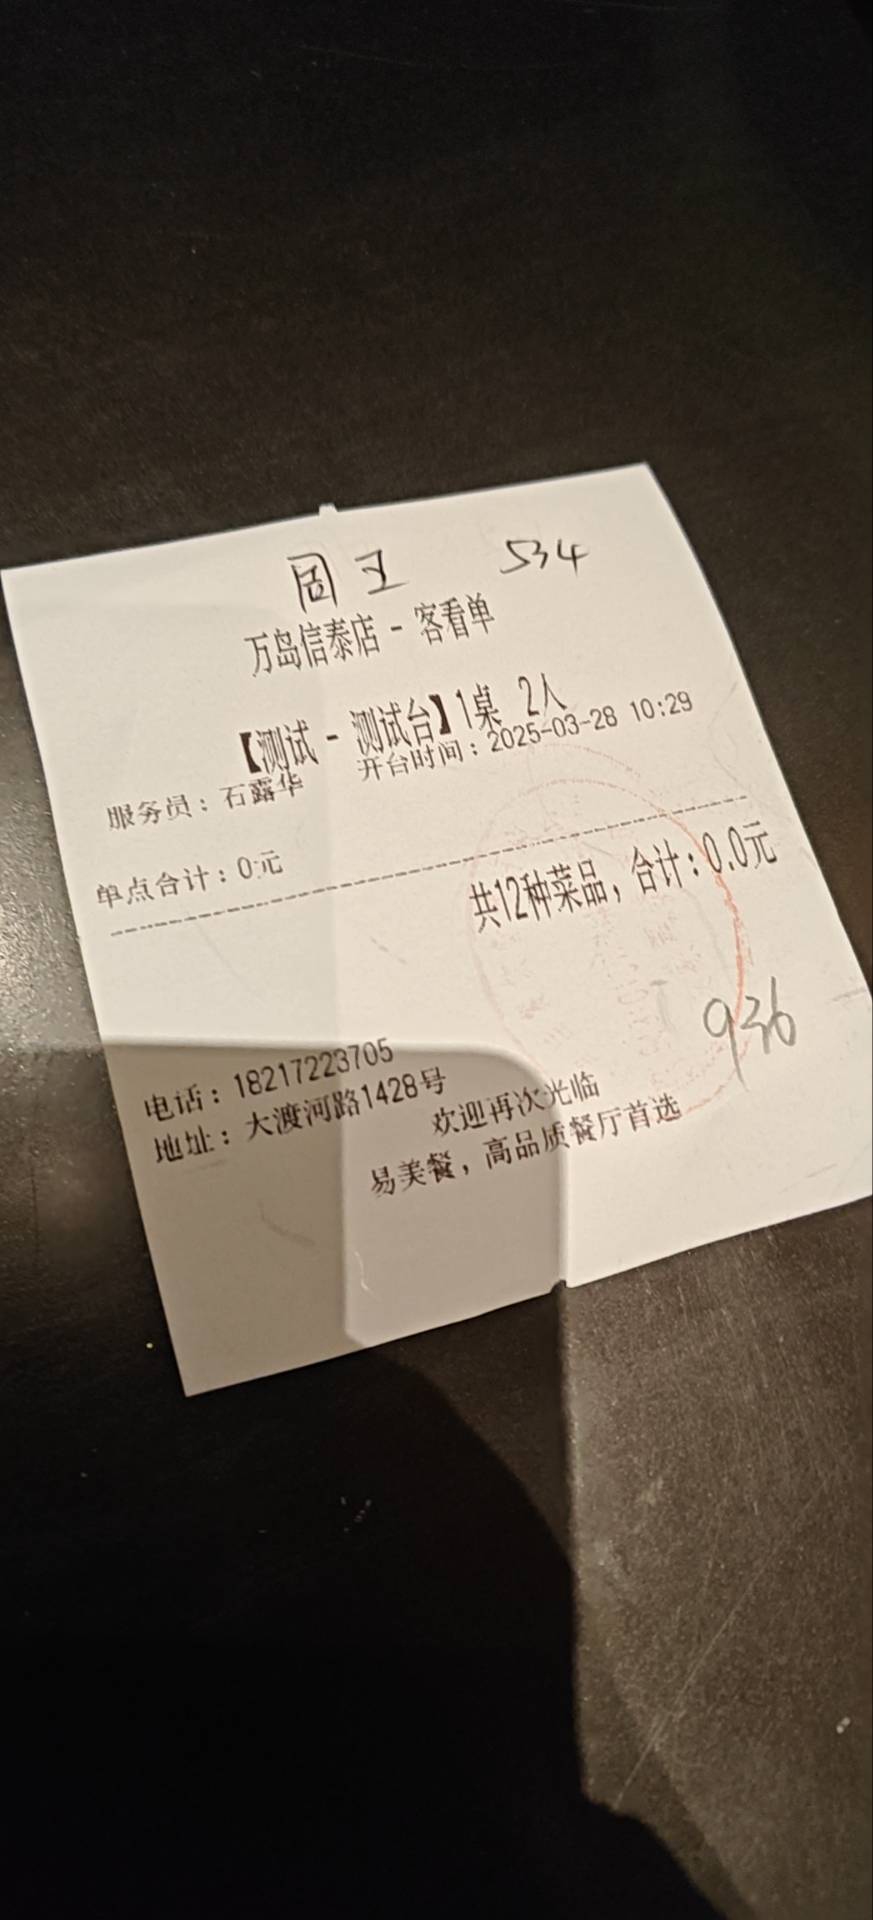 周王 534
万岛信泰店 - 客看单
【测试 - 测试台】1桌 2人
服务员：石露华 开台时间：2025-03-28 10:29
单点合计：0元
共12种菜品，合计：0.0元
936
电话：18217223705
地址：大渡河路1428号
欢迎再次光临
易美餐，高品质餐厅首选